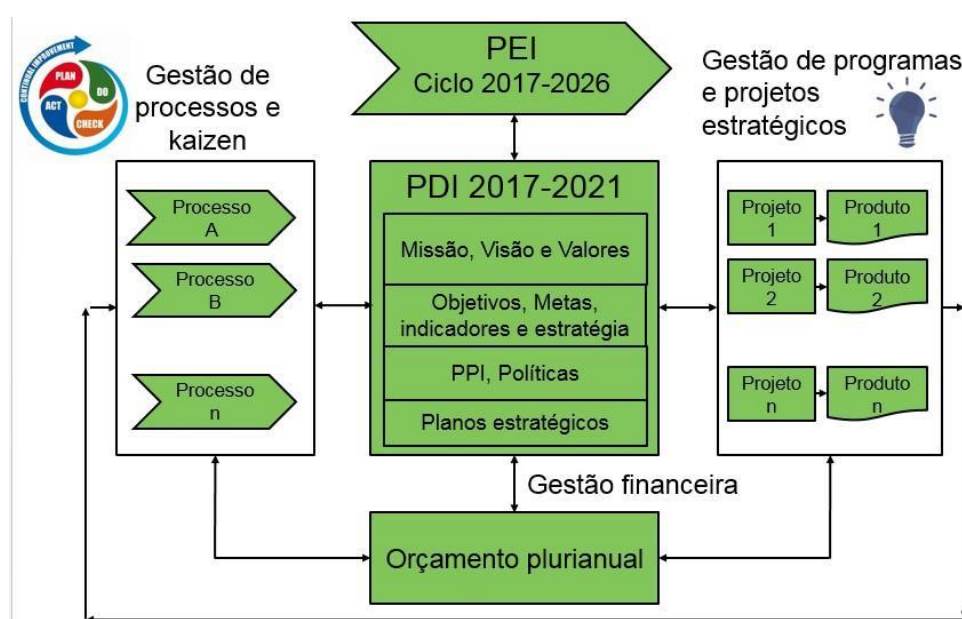 PEI
Ciclo 2017-2026
CONTINUAL IMPROVEMENT
PLAN
DO
CHECK
ACT
Gestão de
processos e
kaizen
Gestão de programas
e projetos
estratégicos
Processo
A
Processo
B
Processo
n
PDI 2017-2021
Missão, Visão e Valores
Objetivos, Metas,
indicadores e estratégia
PPI, Políticas
Planos estratégicos
Projeto
1
Produto
1
Projeto
2
Produto
2
Projeto
n
Produto
n
Gestão financeira
Orçamento plurianual